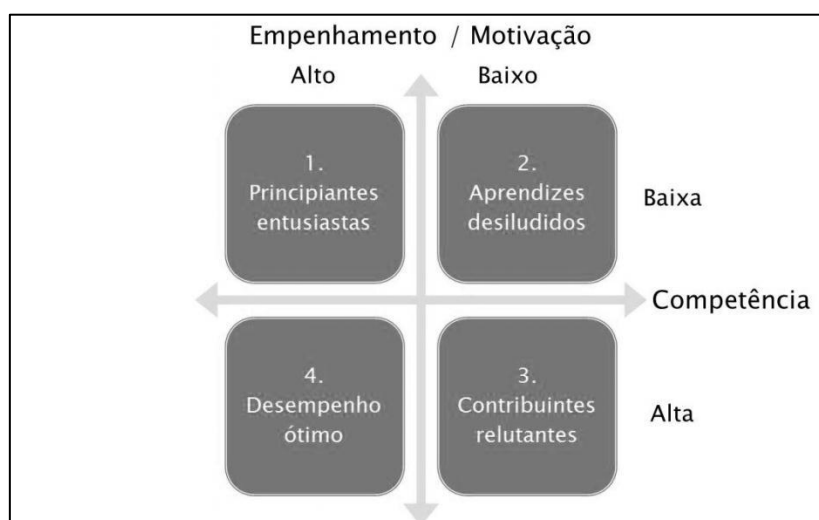 Empenhamento / Motivação
Alto
Baixo
1.
Principiantes
entusiastas
2.
Aprendizes
desiludidos
Baixa
Competência
4.
Desempenho
ótimo
3.
Contribuintes
relutantes
Alta